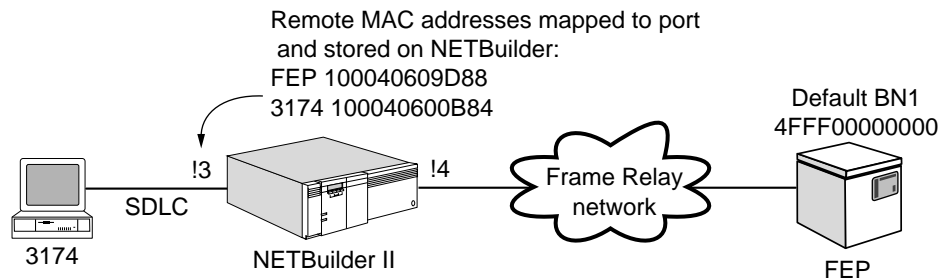 Remote MAC addresses mapped to port
and stored on NETBuilder:
FEP 100040609D88
3174 100040600B84
Default BN1
4FFF00000000
!3
!4
SDLC
Frame Relay
network
3174
NETBuilder II
FEP